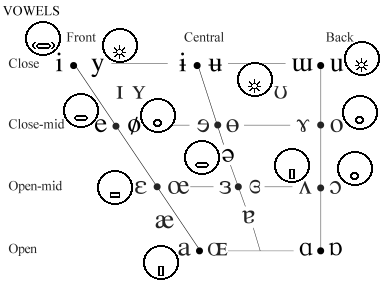 VOWELS
Front Central Back
Close i y ɨ ʉ ɯ u
I Y ʊ
Close-mid e ø ɘ ɵ ɤ o
ə
Open-mid ɛ œ ɜ ɞ ʌ ɔ
æ ɐ
Open a Œ ɑ ɒ